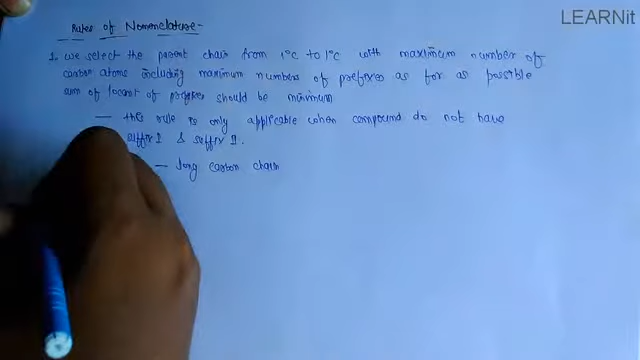 LEARNit
Rules of Nomenclature-
1. we select the parent chain from 1°C to 1°C with maximum number of
carbon atoms including maximum numbers of prefixes as for as possible
sum of locant of prefixes should be minimum
— this rule is only applicable when compound do not have
suffix I & suffix II.
— long carbon chain